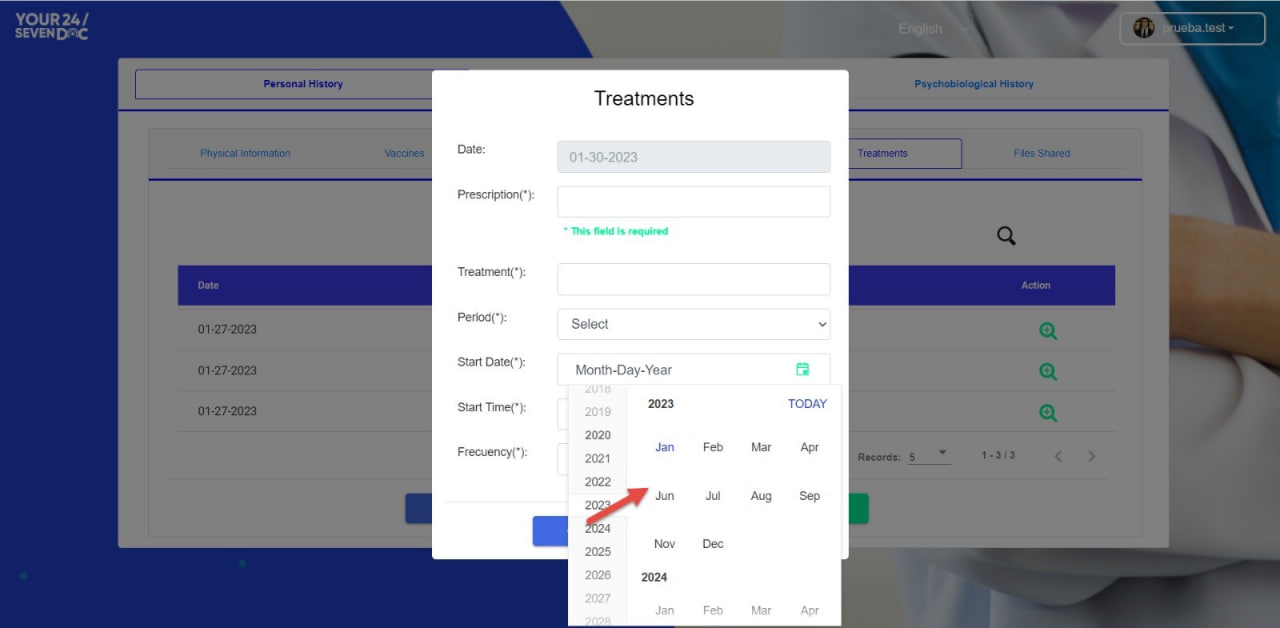 YOUR 24/
SEVEN DOC
English
prueba.test
Personal History
Psychobiological History
Physical Information
Vaccines
Treatments
Files Shared
Treatments
Date:
01-30-2023
Prescription(*):
* This field is required
Treatment(*):
Period(*):
Select
Start Date(*):
Month-Day-Year
Start Time(*):
Frecuency(*):
2018
2019
2020
2021
2022
2023
2024
2025
2026
2027
2028
2023
TODAY
Jan Feb Mar Apr
Jun Jul Aug Sep
Nov Dec
2024
Jan Feb Mar Apr
Date
Action
01-27-2023
01-27-2023
01-27-2023
Records: 5
1 - 3 / 3